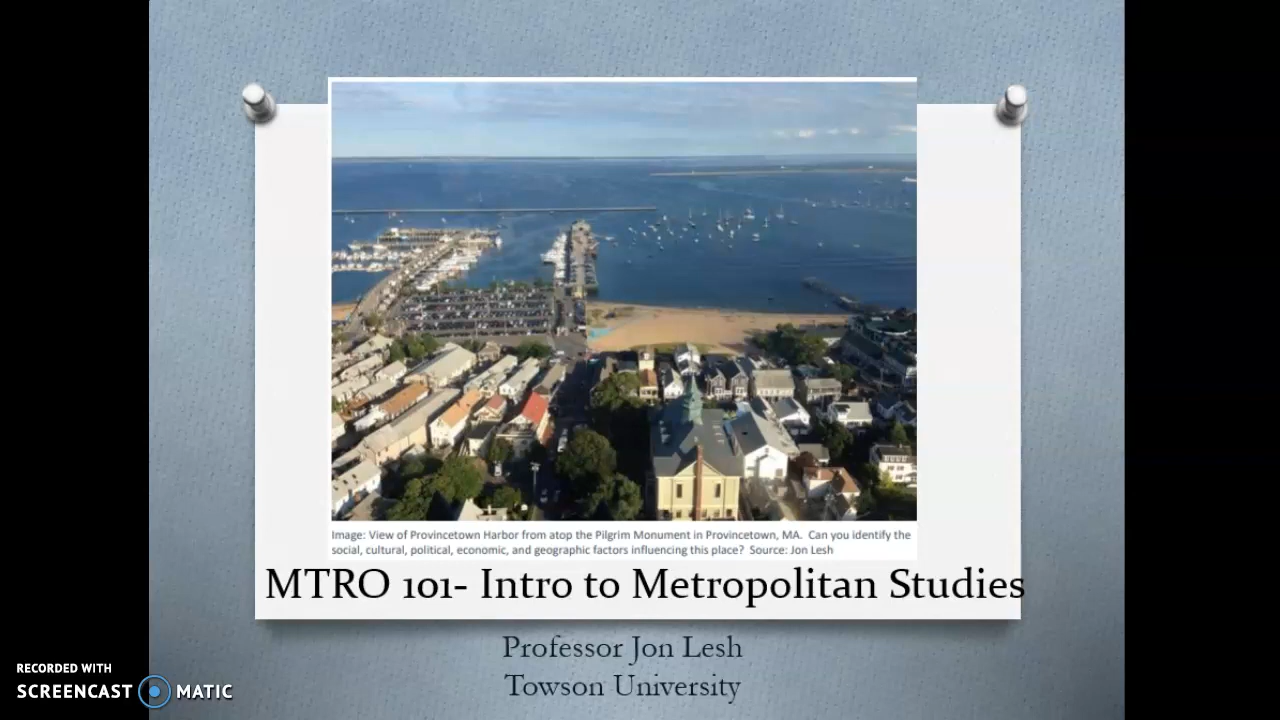 Image: View of Provincetown Harbor from atop the Pilgrim Monument in Provincetown, MA.  Can you identify the
social, cultural, political, economic, and geographic factors influencing this place?  Source: Jon Lesh
MTRO 101- Intro to Metropolitan Studies
Professor Jon Lesh
Towson University
RECORDED WITH
SCREENCAST MATIC